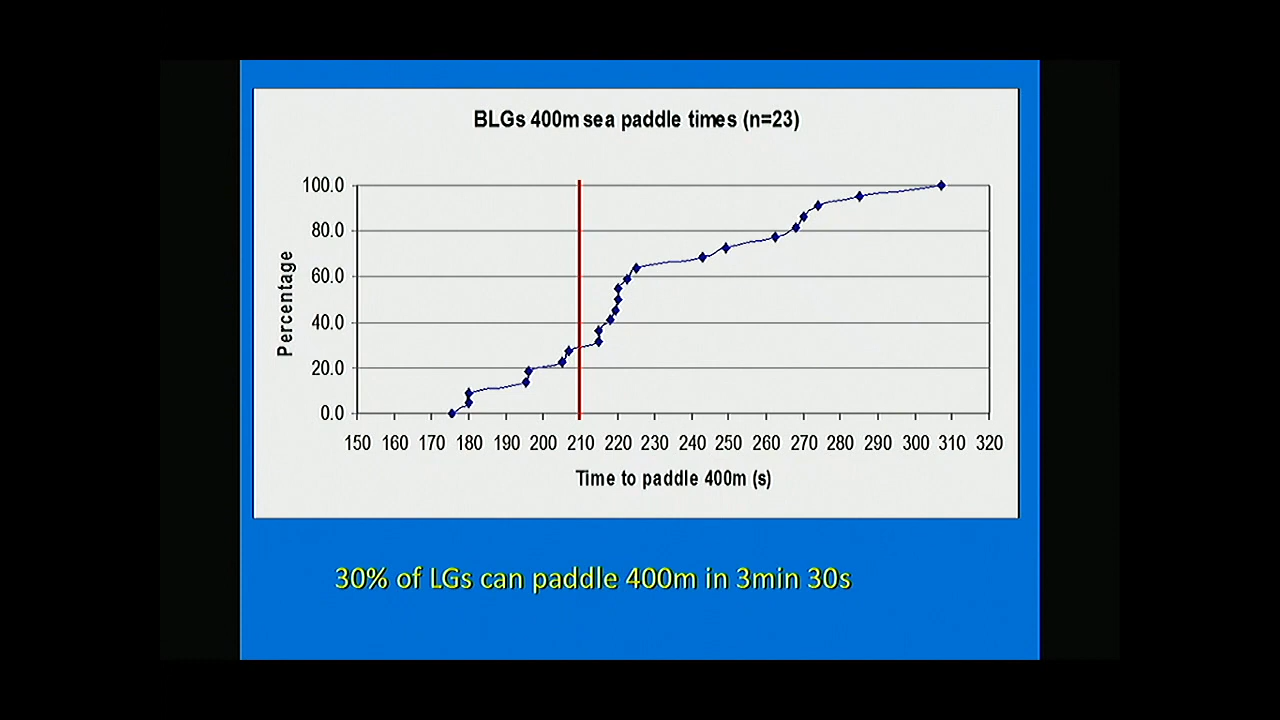 BLGs 400m sea paddle times (n=23)
100.0
80.0
60.0
40.0
20.0
0.0
Percentage
150 160 170 180 190 200 210 220 230 240 250 260 270 280 290 300 310 320
Time to paddle 400m (s)
30% of LGs can paddle 400m in 3min 30s